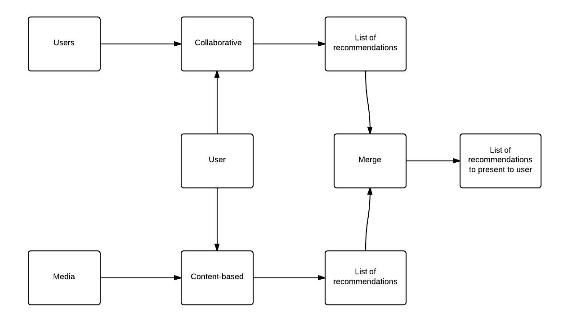 Users
Collaborative
List of
recommendations
User
Merge
List of
recommendations
to present to user
Media
Content-based
List of
recommendations